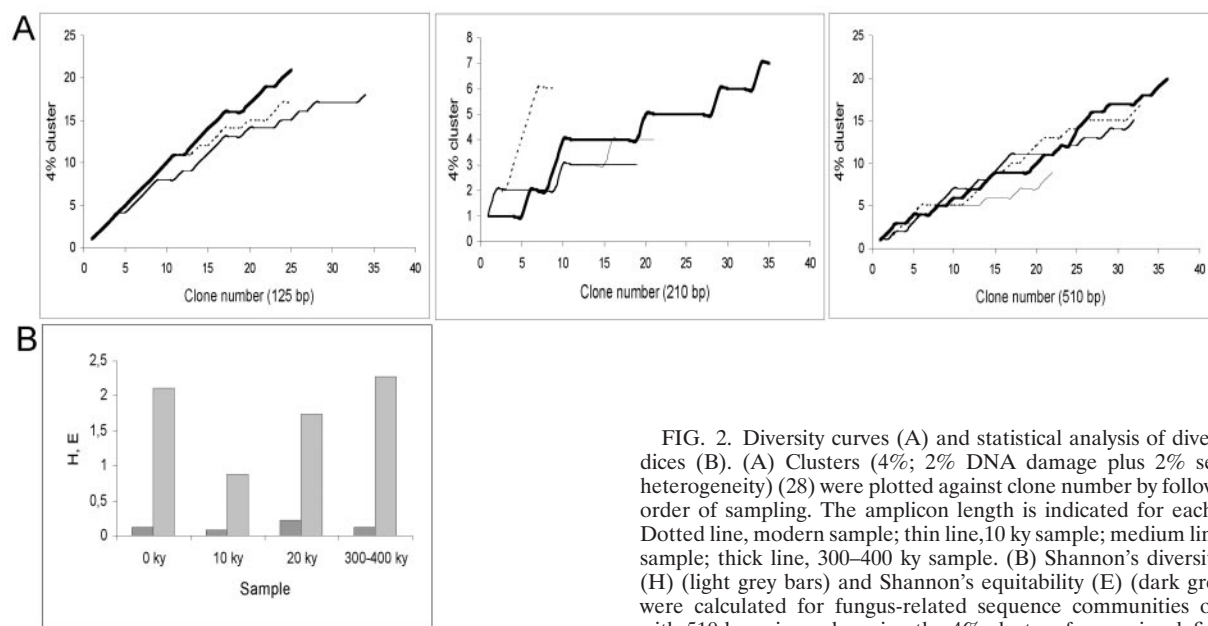 A
4% cluster
25
20
15
10
5
0
0 5 10 15 20 25 30 35 40
Clone number (125 bp)
4% cluster
8
7
6
5
4
3
2
1
0
0 5 10 15 20 25 30 35 40
Clone number (210 bp)
4% cluster
25
20
15
10
5
0
0 5 10 15 20 25 30 35 40
Clone number (510 bp)
B
H, E
2,5
2
1,5
1
0,5
0
0 ky 10 ky 20 ky 300-400 ky
Sample
FIG. 2. Diversity curves (A) and statistical analysis of dive
dices (B). (A) Clusters (4%; 2% DNA damage plus 2% se
heterogeneity) (28) were plotted against clone number by follow
order of sampling. The amplicon length is indicated for each
Dotted line, modern sample; thin line,10 ky sample; medium lin
sample; thick line, 300–400 ky sample. (B) Shannon's diversit
(H) (light grey bars) and Shannon's equitability (E) (dark gre
were calculated for fungus-related sequence communities o